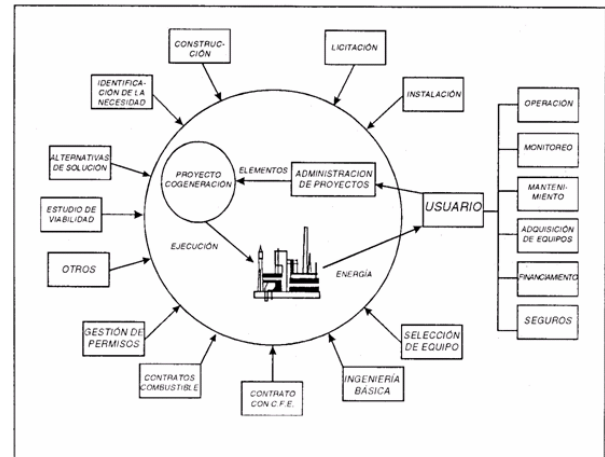 CONSTRUC-
CIÓN
LICITACIÓN
IDENTIFICA-
CIÓN DE LA
NECESIDAD
INSTALACIÓN
OPERACIÓN
MONITOREO
ALTERNATIVAS
DE SOLUCIÓN
PROYECTO
COGENERACIÓN
ELEMENTOS
ADMINISTRACION
DE PROYECTOS
MANTENI-
MIENTO
ESTUDIO DE
VIABILIDAD
USUARIO
ADQUISICIÓN
DE EQUIPOS
EJECUCIÓN
ENERGÍA
OTROS
FINANCIAMIENTO
SEGUROS
GESTIÓN DE
PERMISOS
SELECCIÓN
DE EQUIPO
CONTRATOS
COMBUSTIBLE
CONTRATO
CON C.F.E.
INGENIERÍA
BÁSICA